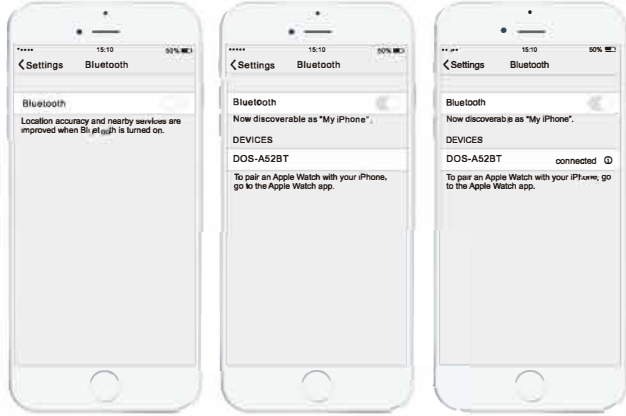 15:10
50%
Settings Bluetooth
Bluetooth
Location accuracy and nearby services are
improved when Bluetooth is turned on.
15:10
50%
Settings Bluetooth
Bluetooth
Now discoverable as "My iPhone".
DEVICES
DOS-A52BT
To pair an Apple Watch with your iPhone,
go to the Apple Watch app.
15:10
50%
Settings Bluetooth
Bluetooth
Now discoverable as "My iPhone".
DEVICES
DOS-A52BT connected
To pair an Apple Watch with your iPhone, go
to the Apple Watch app.